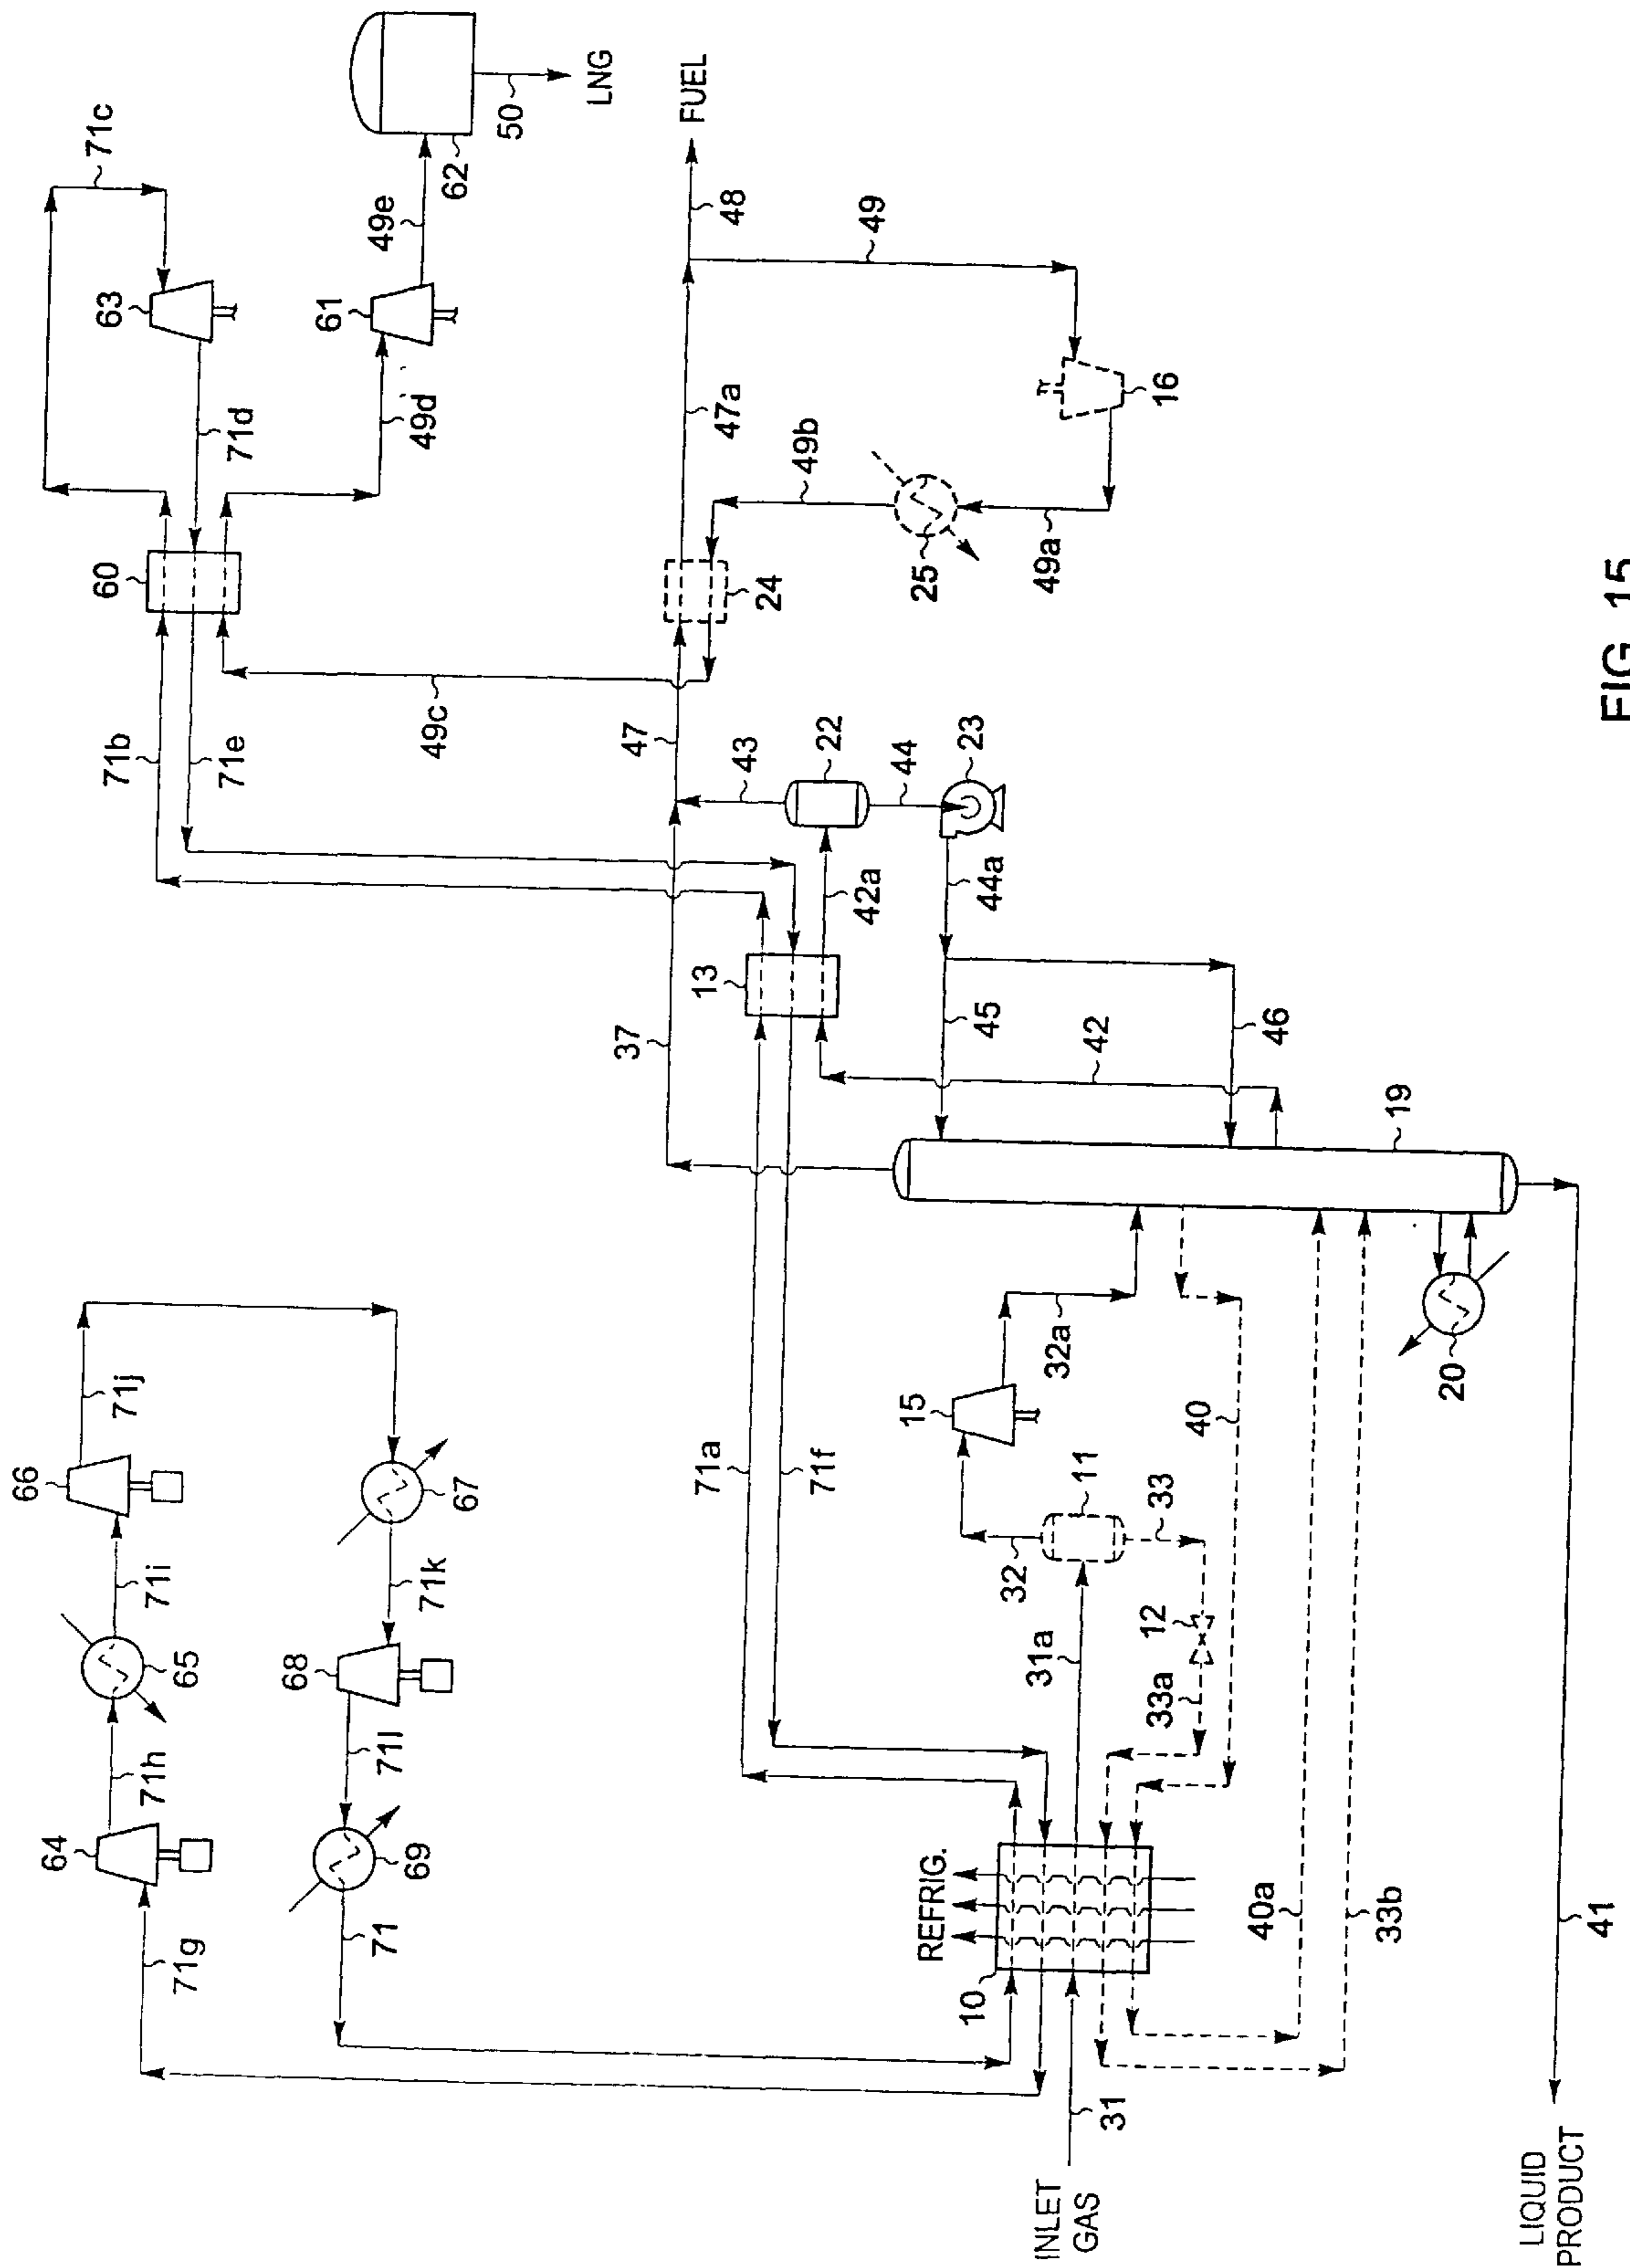 71g
64
71h
65
71i
66
71j
67
71k
68
71l
69
71
71b
71e
60
71d
63
71c
49d
61
49e
62
50
LNG
49c
37
47
47a
48
FUEL
49
43
22
24
49b
25
49a
16
71a
71f
13
42a
44
23
44a
45
46
42
INLET
GAS
31
10
REFRIG.
31a
32
11
33
12
33a
15
32a
40
40a
33b
19
20
41
LIQUID
PRODUCT
FIG. 15